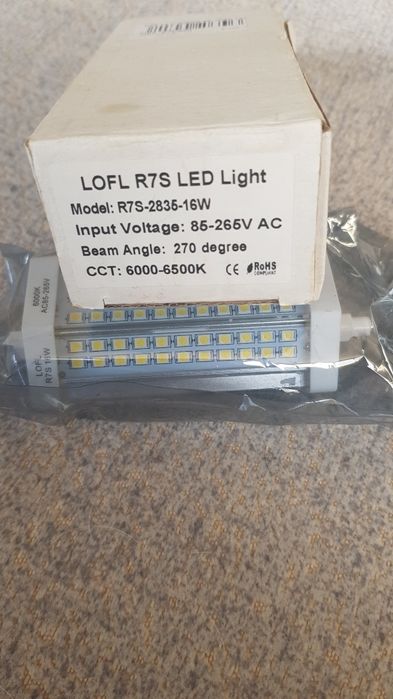 LOFL R7S LED Light
Model: R7S-2835-16W
Input Voltage: 85-265V AC
Beam Angle: 270 degree
CCT: 6000-6500K CE RoHS
COMPLIANT
6000K
AC85-265V
LOFL
R7S 16W